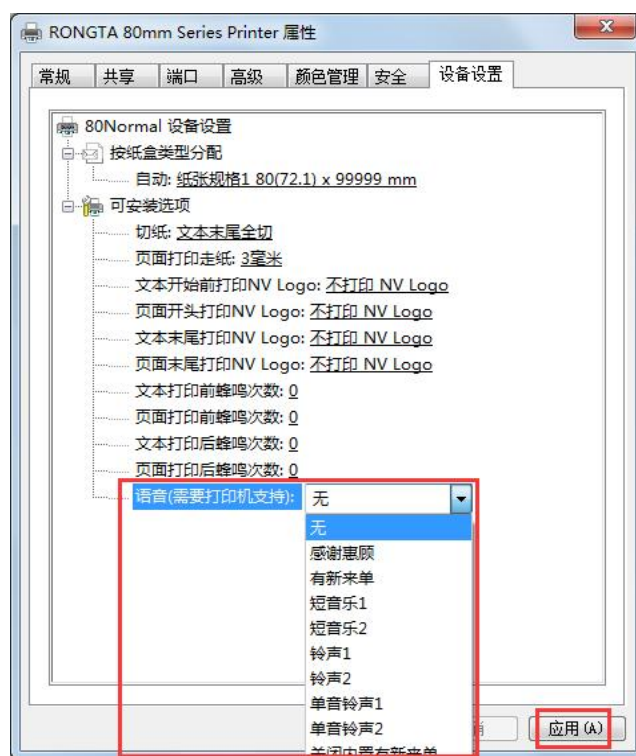 RONGTA 80mm Series Printer 属性
常规 共享 端口 高级 颜色管理 安全 设备设置
80Normal 设备设置
按纸盒类型分配
自动: 纸张规格1 80(72.1) x 99999 mm
可安装选项
切纸: 文本末尾全切
页面打印走纸: 3毫米
文本开始前打印NV Logo: 不打印 NV Logo
页面开头打印NV Logo: 不打印 NV Logo
文本末尾打印NV Logo: 不打印 NV Logo
页面末尾打印NV Logo: 不打印 NV Logo
文本打印前蜂鸣次数: 0
页面打印前蜂鸣次数: 0
文本打印后蜂鸣次数: 0
页面打印后蜂鸣次数: 0
语音(需要打印机支持): 无
无
感谢惠顾
有新来单
短音乐1
短音乐2
铃声1
铃声2
单音铃声1
单音铃声2
关闭内置有新来单
消 应用(A)